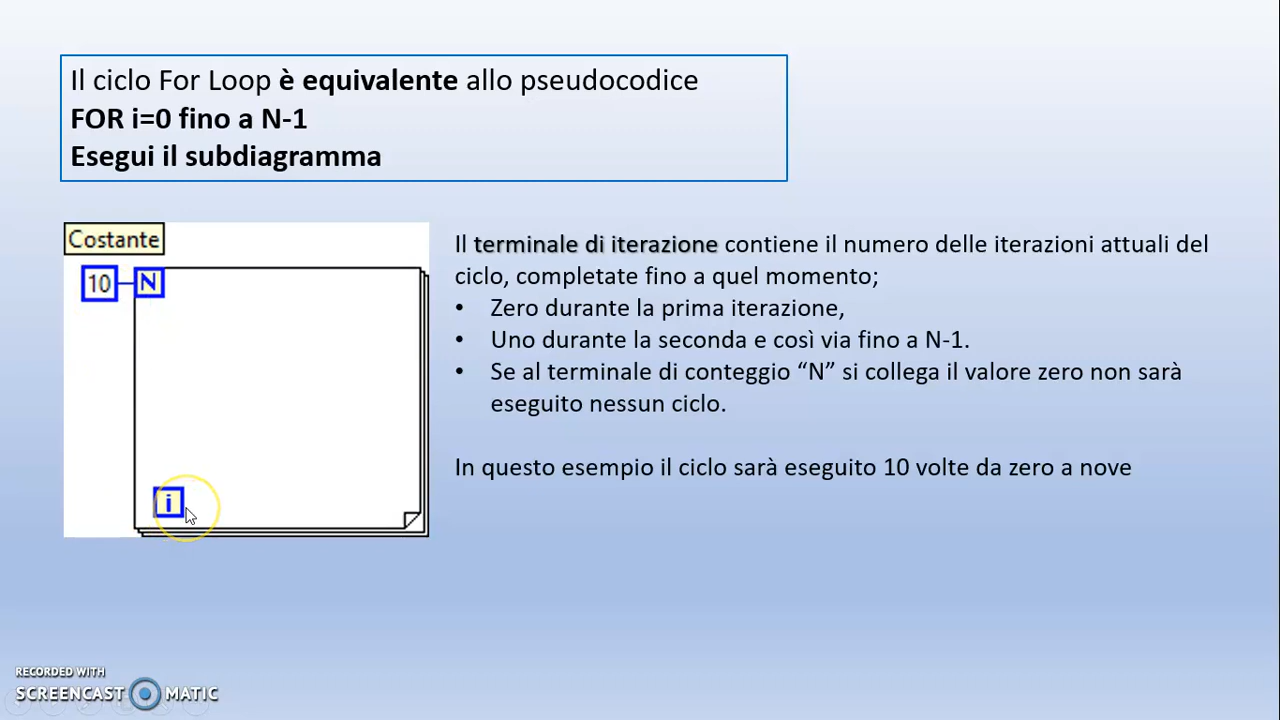 Il ciclo For Loop è equivalente allo pseudocodice
FOR i=0 fino a N-1
Esegui il subdiagramma
Costante
10 N
i
Il terminale di iterazione contiene il numero delle iterazioni attuali del
ciclo, completate fino a quel momento;
• Zero durante la prima iterazione,
• Uno durante la seconda e così via fino a N-1.
• Se al terminale di conteggio “N” si collega il valore zero non sarà
eseguito nessun ciclo.
In questo esempio il ciclo sarà eseguito 10 volte da zero a nove
RECORDED WITH
SCREENCAST MATIC